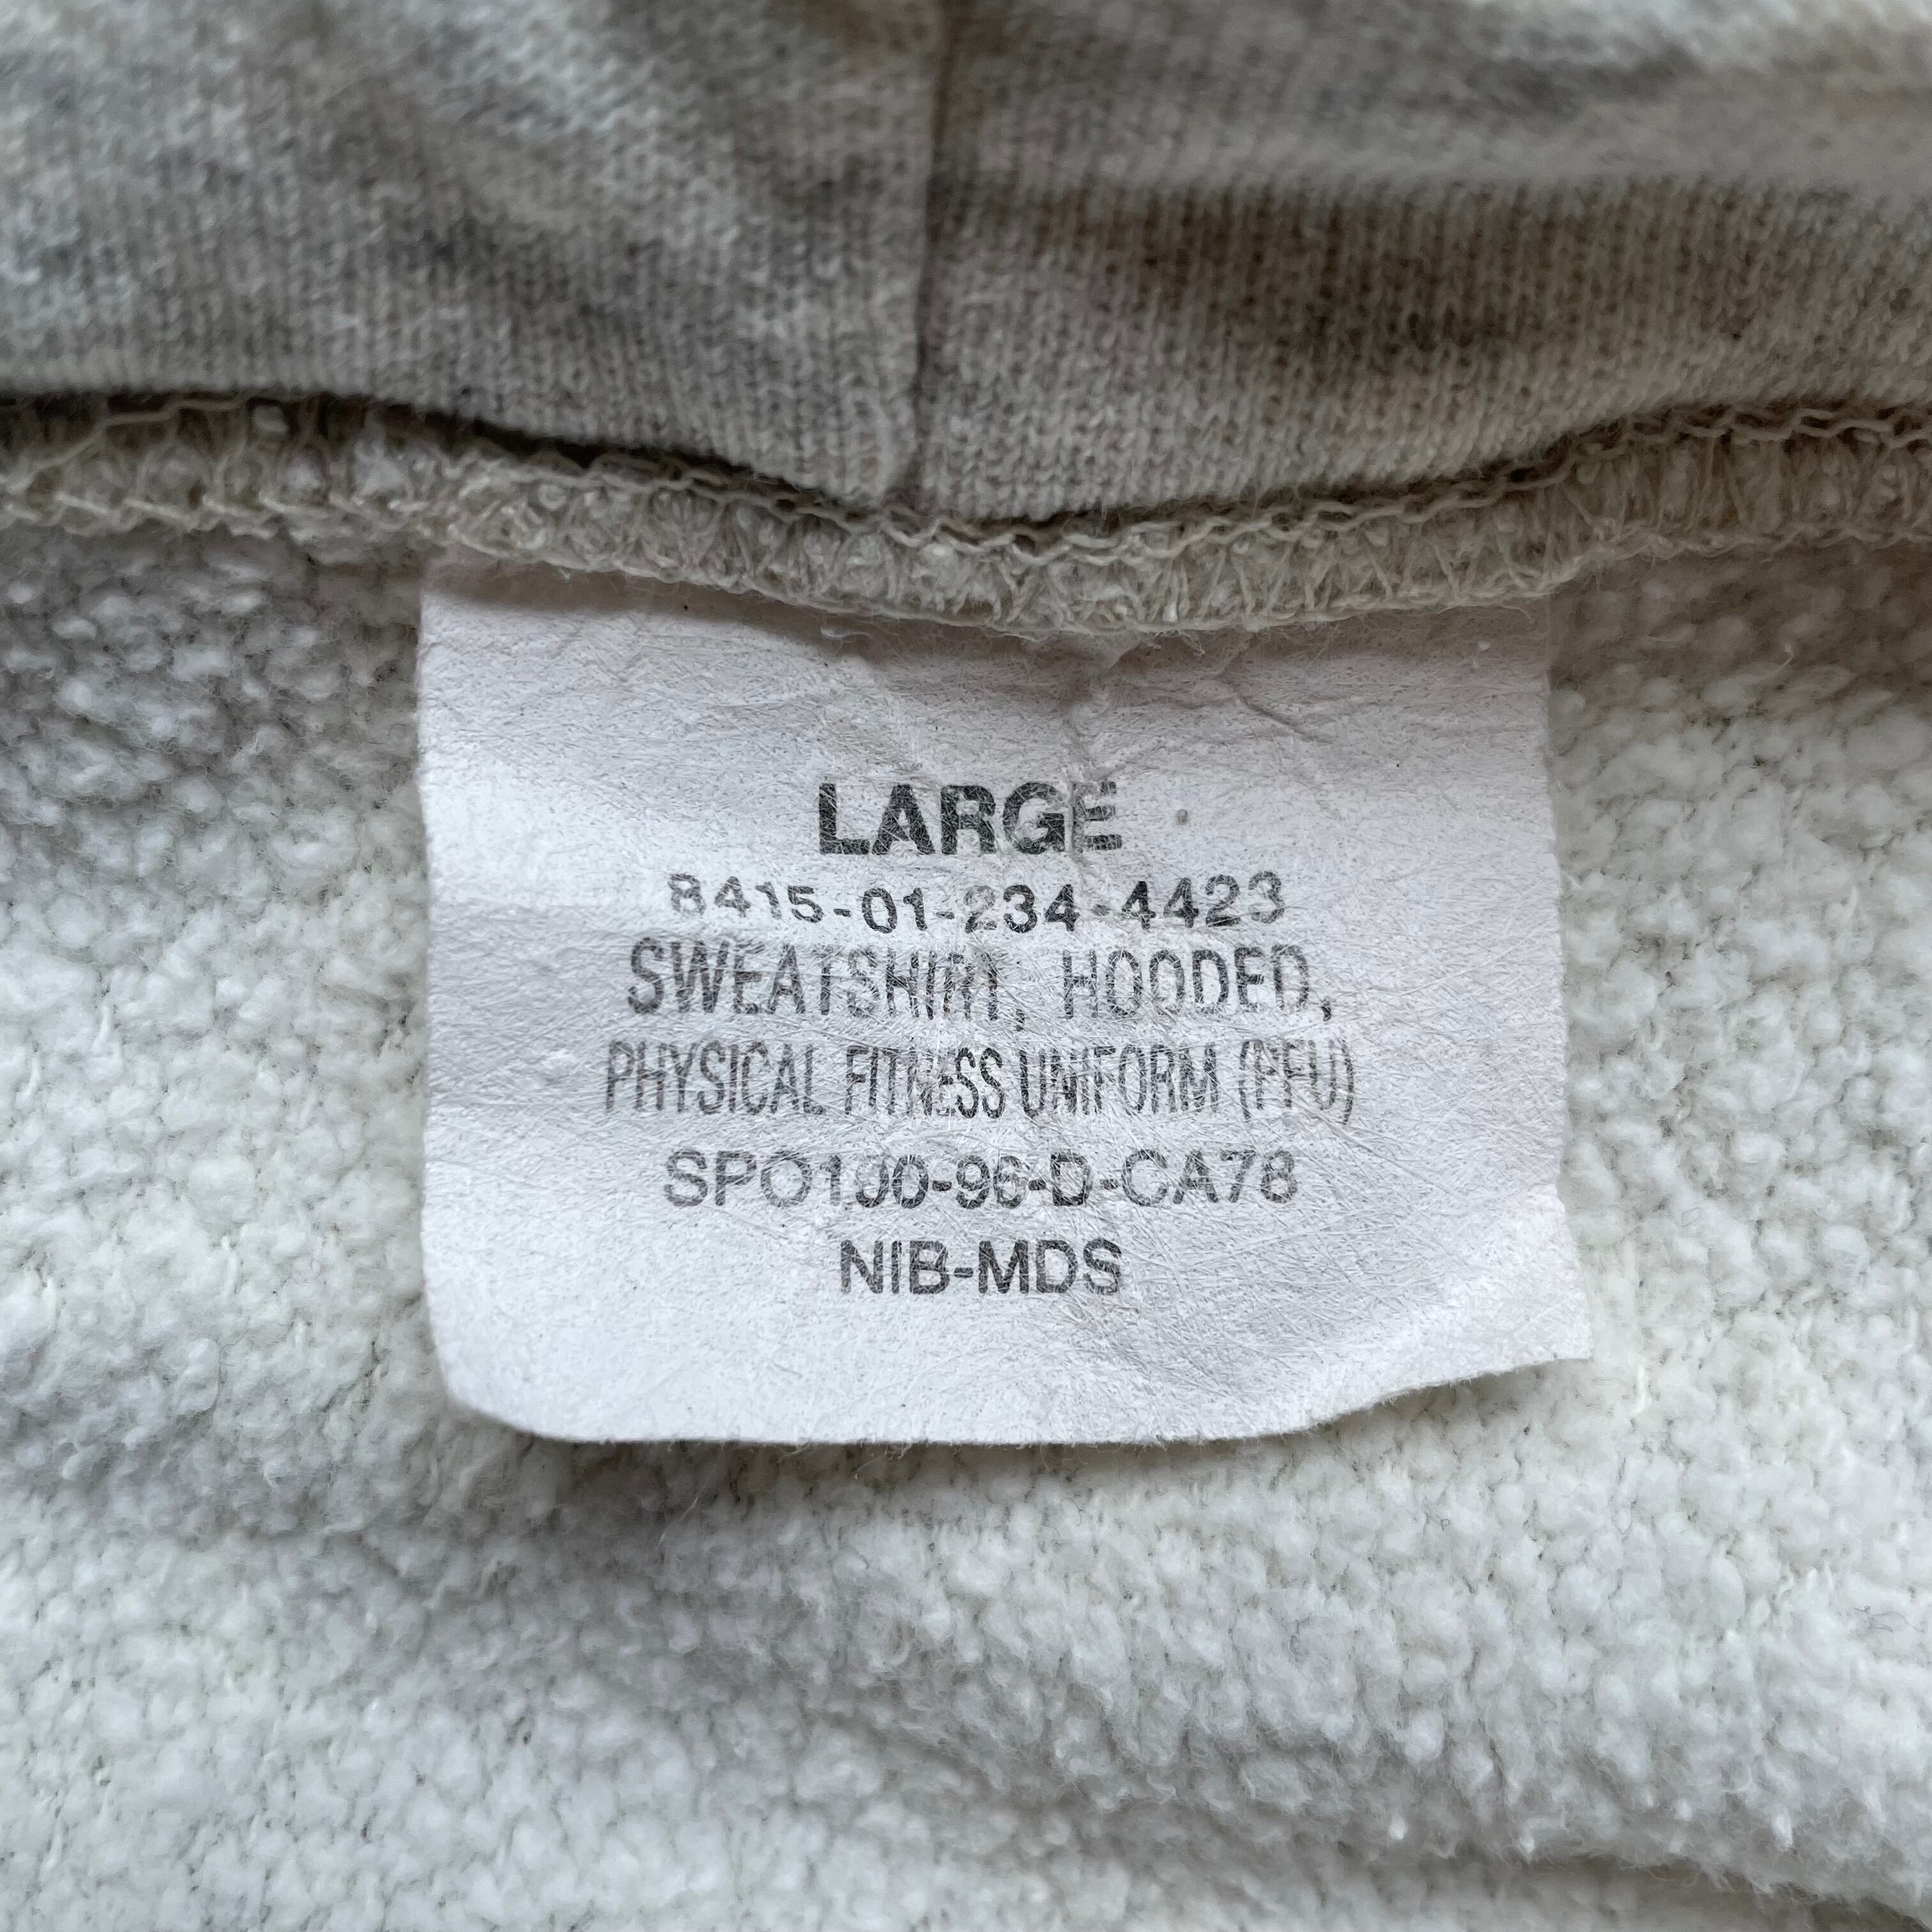 LARGE
8415-01-234-4423
SWEATSHIRT, HOODED,
PHYSICAL FITNESS UNIFORM (PFU)
SPO100-96-D-CA78
NIB-MDS